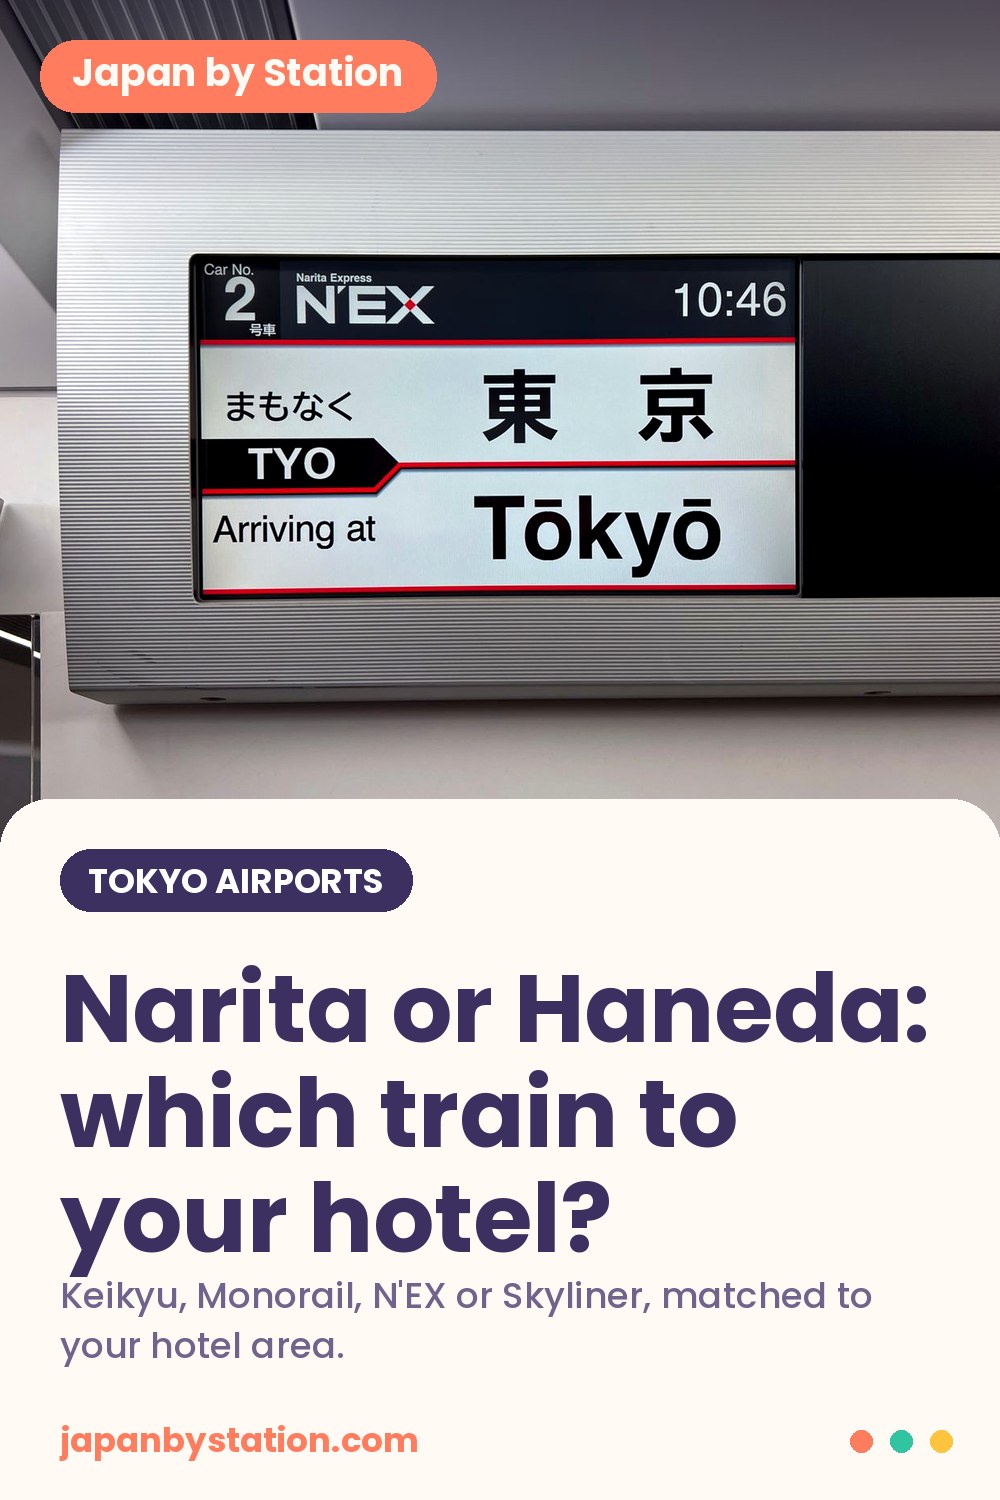 Japan by Station
Car No.
2
号車
Narita Express
N'EX
10:46
まもなく
東京
TYO
Arriving at
Tōkyō
TOKYO AIRPORTS
Narita or Haneda:
which train to
your hotel?
Keikyu, Monorail, N'EX or Skyliner, matched to
your hotel area.
japanbystation.com